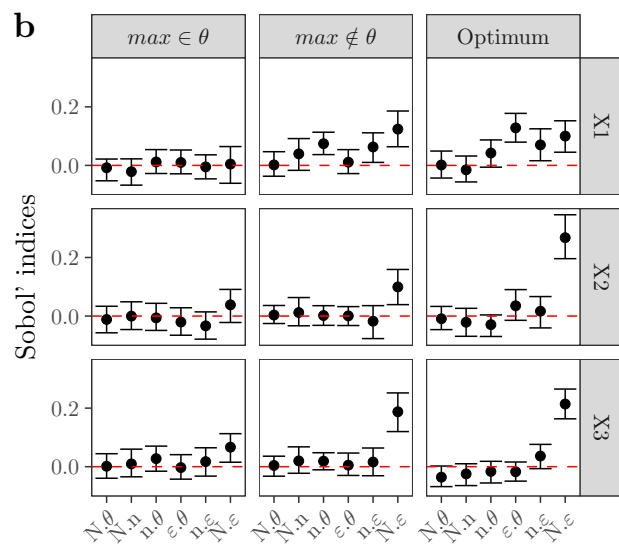 b
max ∈ θ max ∉ θ Optimum
0.2
0.0
X1
0.2
0.0
X2
0.2
0.0
X3
Sobol' indices
N.θ N.n n.θ ε.θ n.ε N.ε N.θ N.n n.θ ε.θ n.ε N.ε N.θ N.n n.θ ε.θ n.ε N.ε